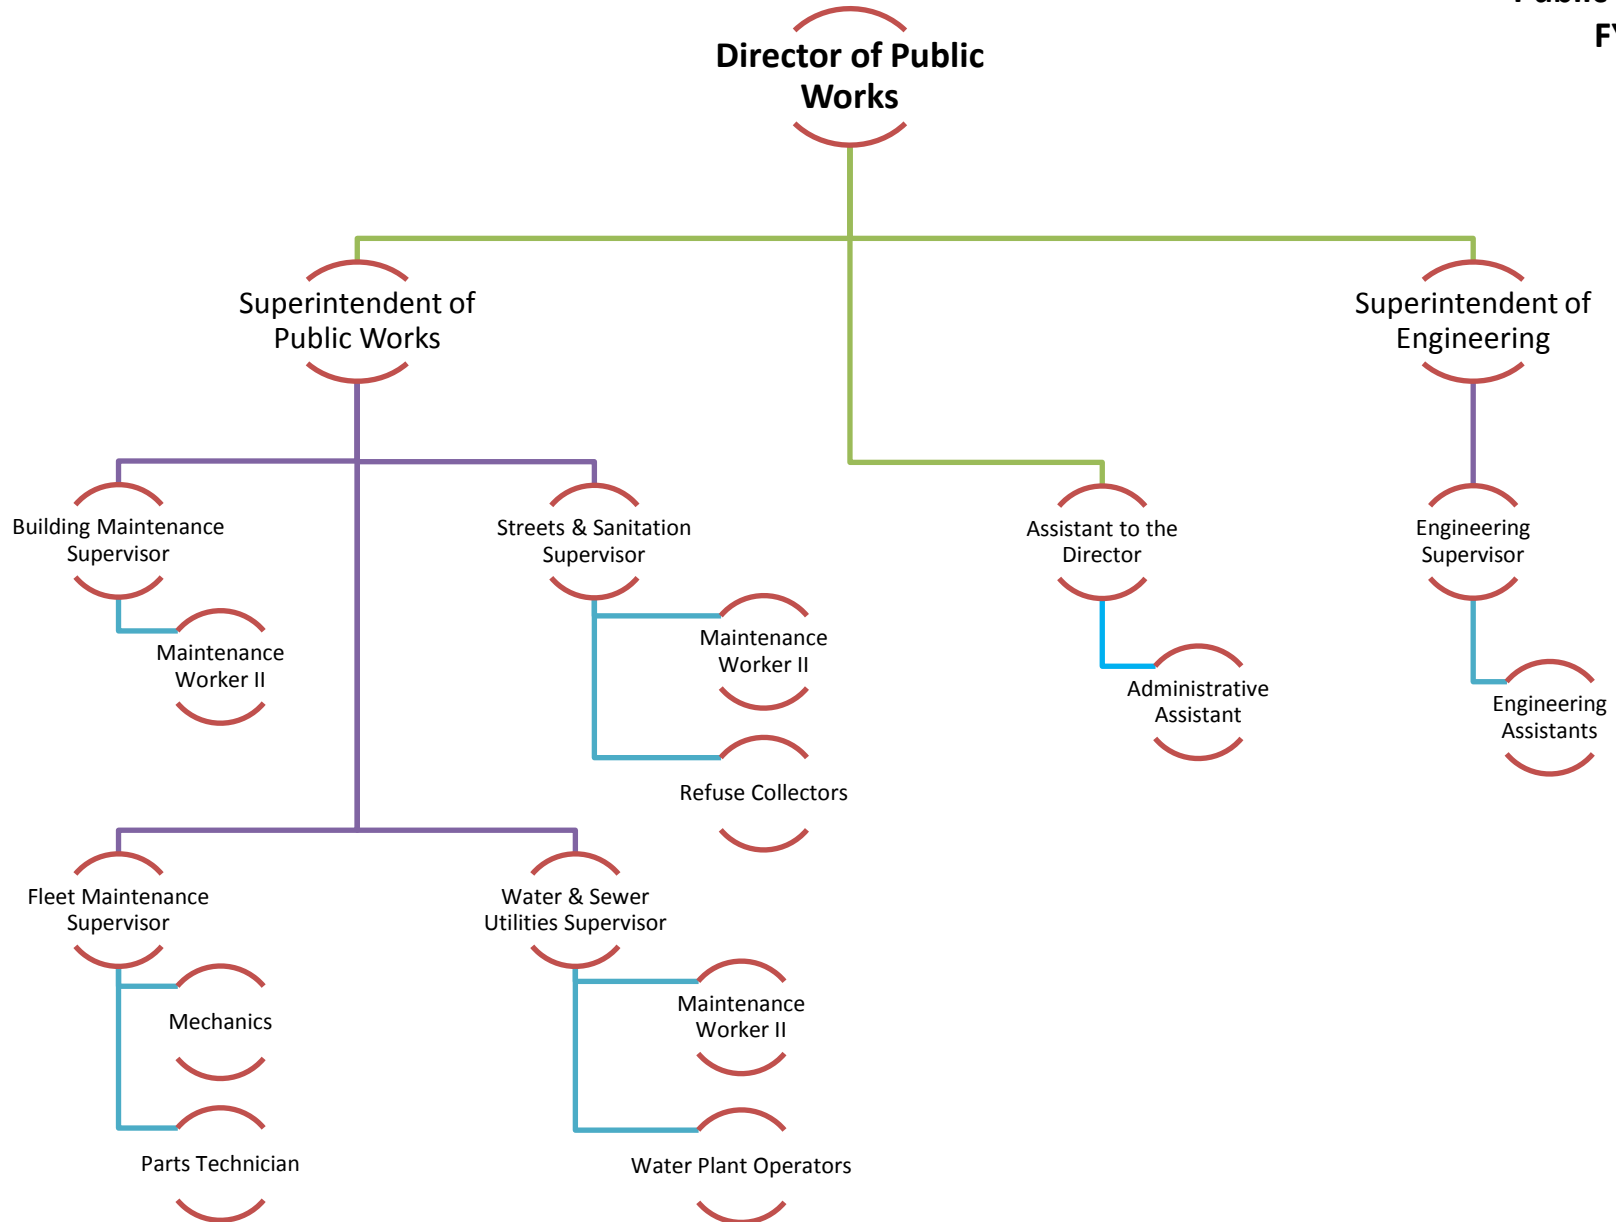 Public
FY
Director of Public
Works
Superintendent of
Public Works
Superintendent of
Engineering
Building Maintenance
Supervisor
Streets & Sanitation
Supervisor
Assistant to the
Director
Engineering
Supervisor
Maintenance
Worker II
Maintenance
Worker II
Administrative
Assistant
Engineering
Assistants
Refuse Collectors
Fleet Maintenance
Supervisor
Water & Sewer
Utilities Supervisor
Mechanics
Maintenance
Worker II
Parts Technician
Water Plant Operators